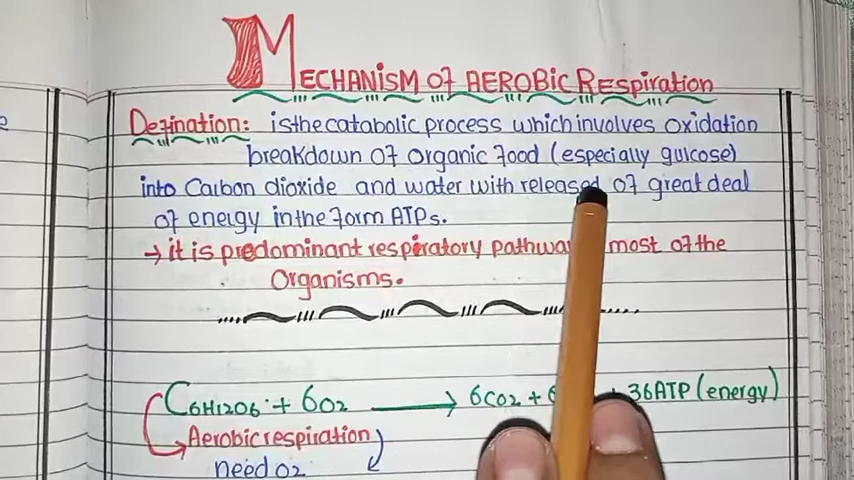 MECHANiSM Of AEROBiC RESpiration
Defination: isthe catabolic process which involves oxidation
breakdown of organic food (especially gulcose)
into Carbon dioxide and water with released of great deal
of energy in the form ATPs.
→ it is predominant respiratory pathway most of the
Organisms.
C6H12O6 + 6O2 → 6CO2 + 6 + 36ATP (energy)
Aerobic respiration
need O2